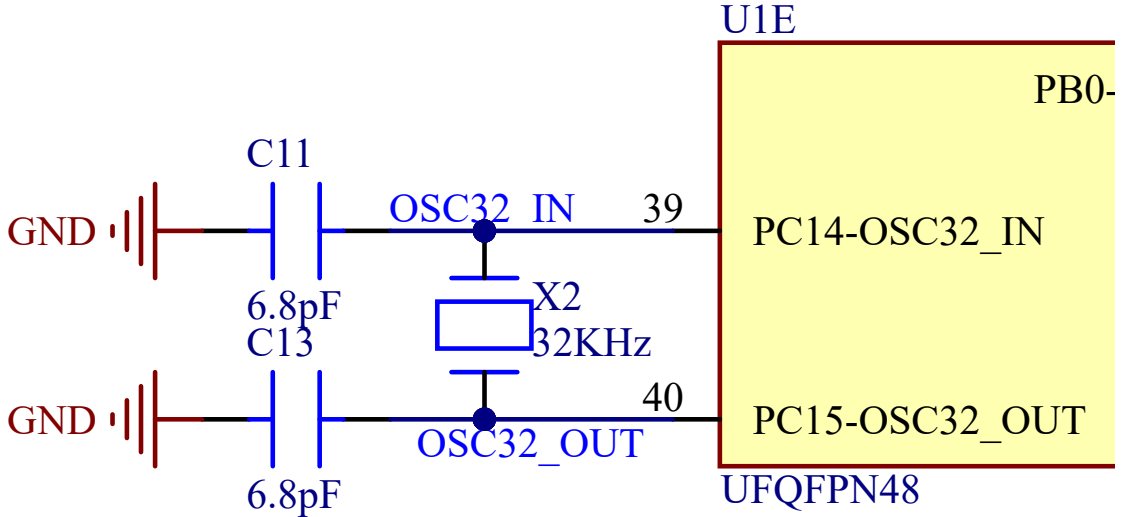 U1E
PB0-
C11
OSC32_IN
39
GND
PC14-OSC32_IN
6.8pF
X2
C13
32KHz
40
GND
PC15-OSC32_OUT
OSC32_OUT
6.8pF
UFQFPN48